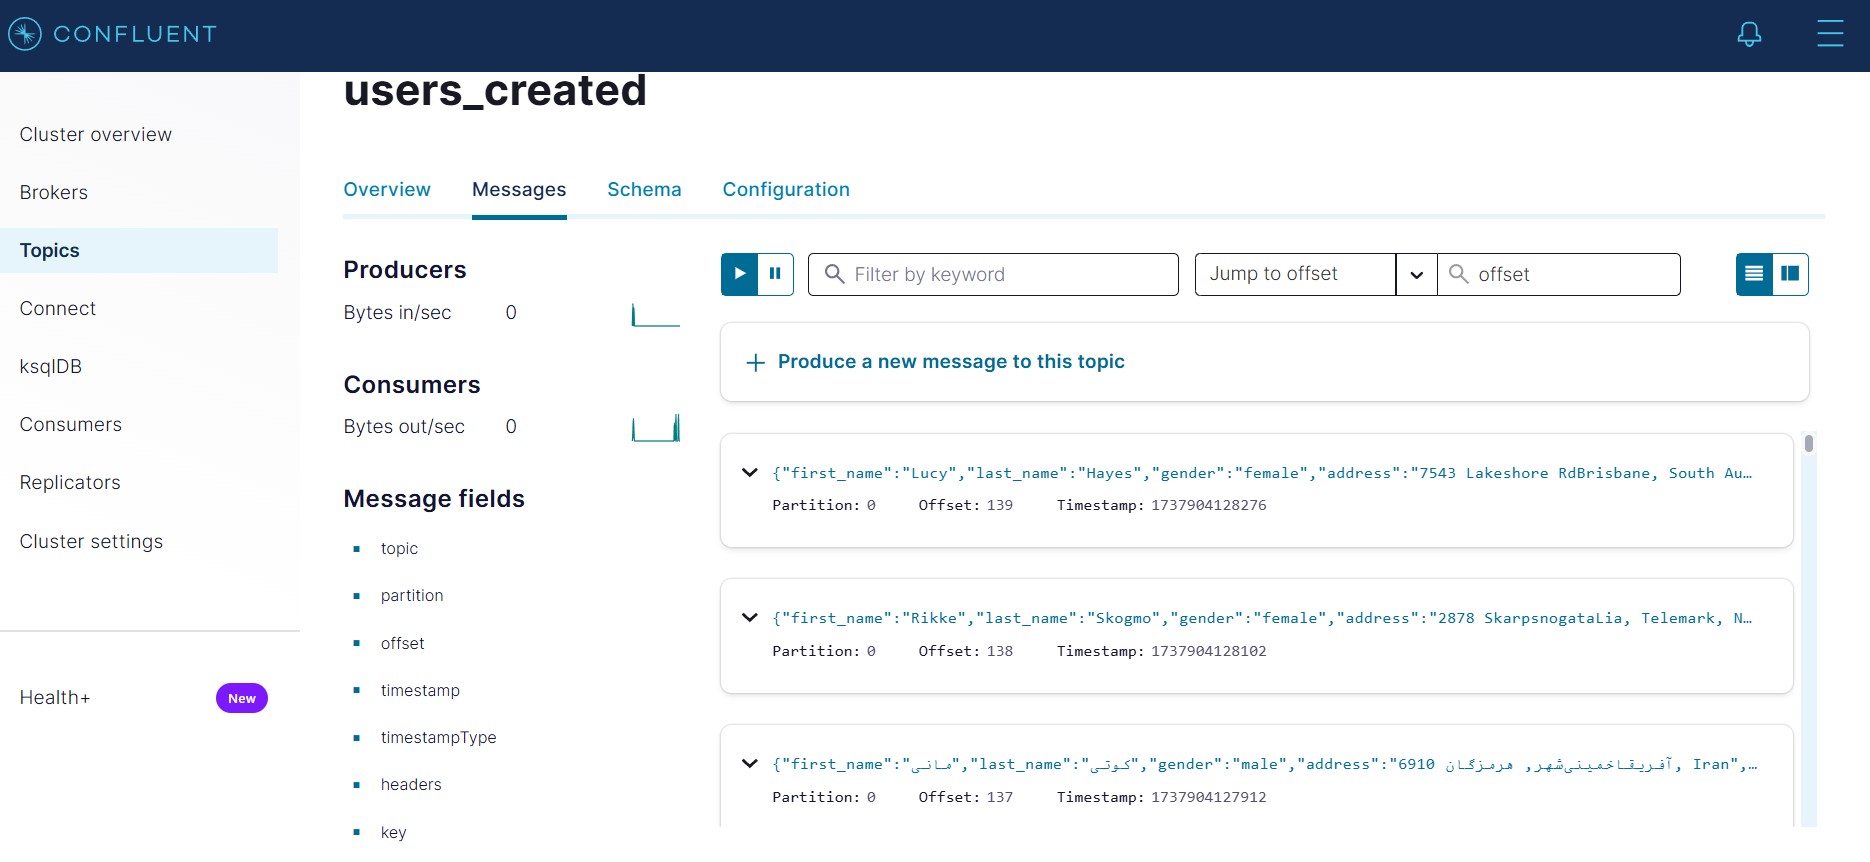 CONFLUENT
users_created
Cluster overview
Brokers
Topics
Connect
ksqlDB
Consumers
Replicators
Cluster settings
Health+ New
Overview Messages Schema Configuration
Producers
Bytes in/sec 0
Consumers
Bytes out/sec 0
Message fields
topic
partition
offset
timestamp
timestampType
headers
key
Filter by keyword
Jump to offset
offset
Produce a new message to this topic
{"first_name":"Lucy","last_name":"Hayes","gender":"female","address":"7543 Lakeshore RdBrisbane, South Au…
Partition: 0 Offset: 139 Timestamp: 1737904128276
{"first_name":"Rikke","last_name":"Skogmo","gender":"female","address":"2878 SkarpsnogataLia, Telemark, N…
Partition: 0 Offset: 138 Timestamp: 1737904128102
{"first_name":"مانی","last_name":"کوتی","gender":"male","address":"6910 آفریقاخمینی‌شهر, هرمزگان, Iran",…
Partition: 0 Offset: 137 Timestamp: 1737904127912